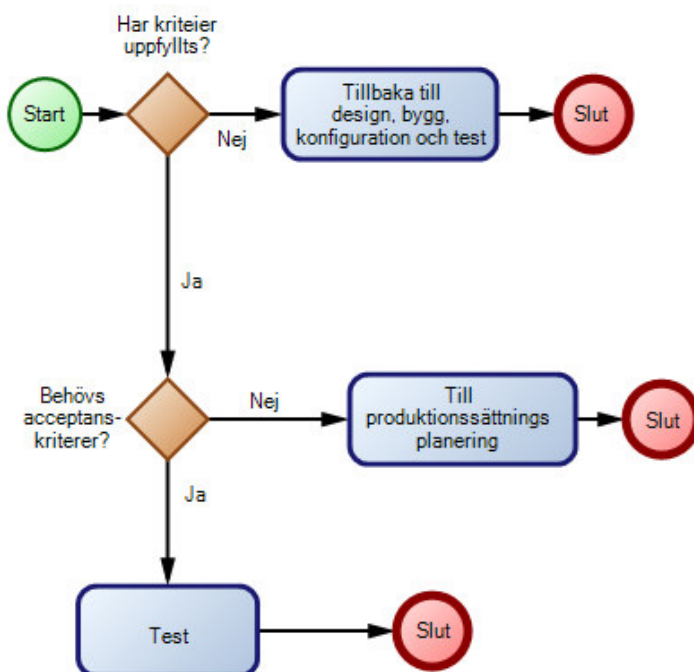 Har kriteier
uppfyllts?
Start
Nej
Tillbaka till
design, bygg,
konfiguration och test
Slut
Ja
Behövs
acceptans-
kriterer?
Nej
Till
produktionssättnings
planering
Slut
Ja
Test
Slut